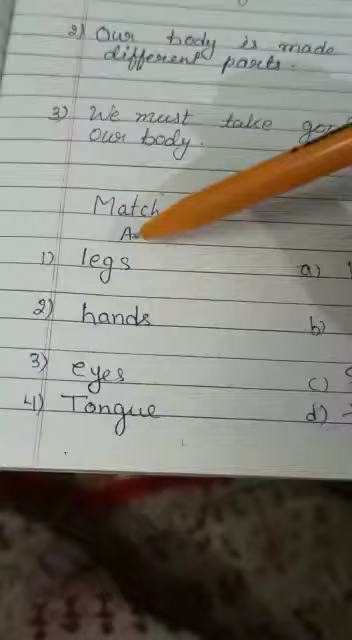 2) Our body is made
different parts.
3) We must take
our body.
Match
A
1) legs a)
2) hands b)
3) eyes c)
4) Tongue d)